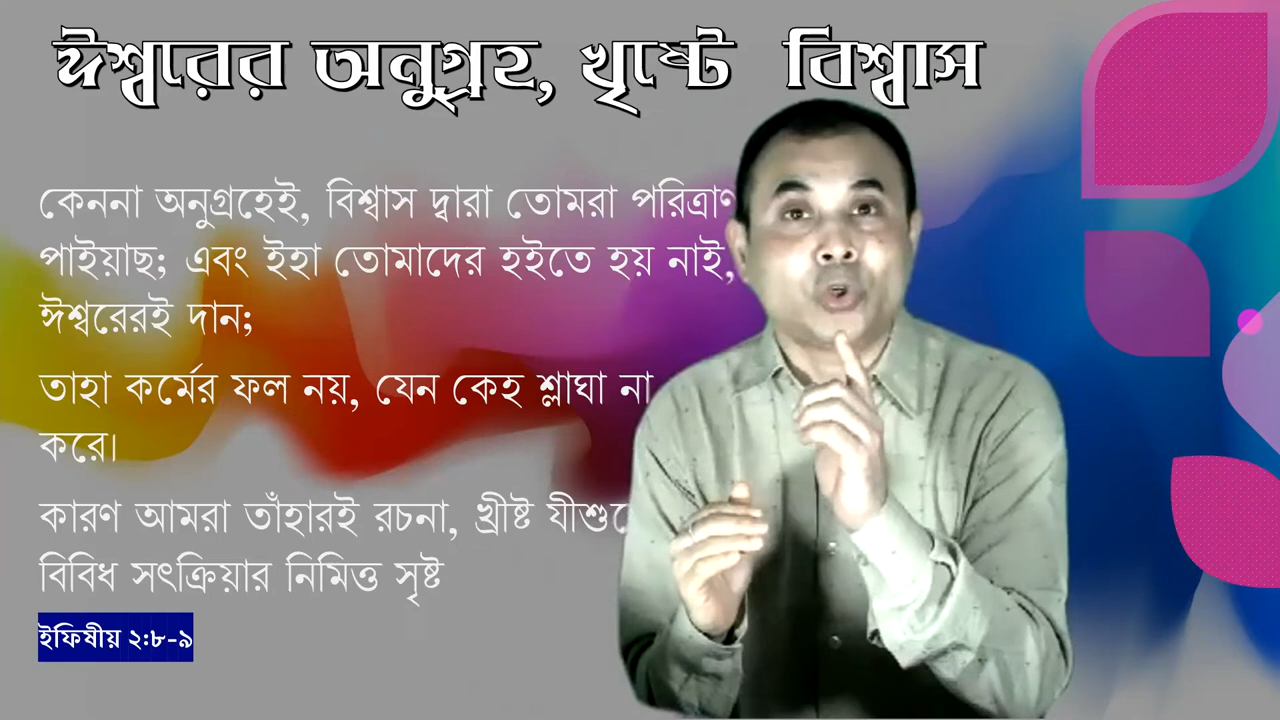 ঈশ্বরের অনুগ্রহ, খৃষ্টে বিশ্বাস
কেননা অনুগ্রহেই, বিশ্বাস দ্বারা তোমরা পরিত্রাণ
পাইয়াছ; এবং ইহা তোমাদের হইতে হয় নাই,
ঈশ্বরেরই দান;
তাহা কর্মের ফল নয়, যেন কেহ শ্লাঘা না
করে।
কারণ আমরা তাঁহারই রচনা, খ্রীষ্ট
বিবিধ সৎক্রিয়ার নিমিত্ত সৃষ্ট
ইফিষীয় ২:৮-৯